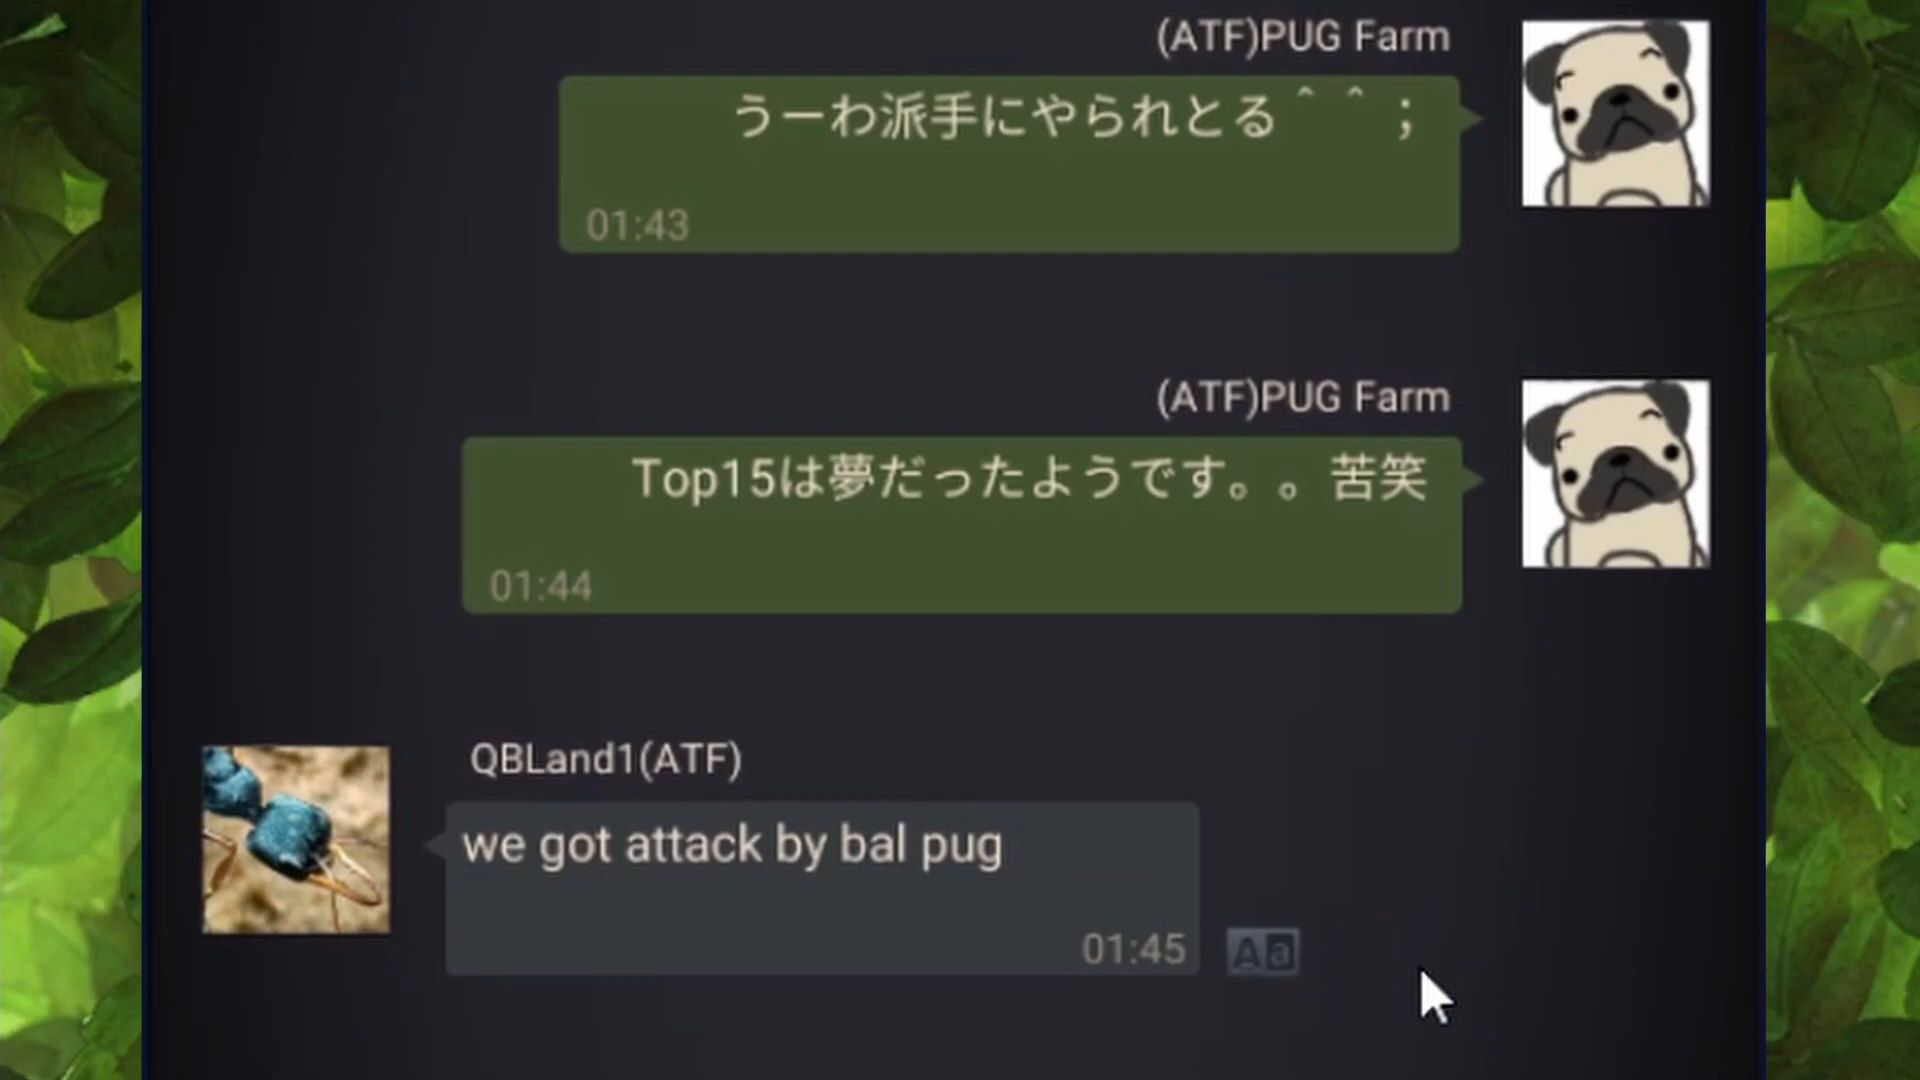 (ATF)PUG Farm
うーわ派手にやられとる＾＾；
01:43
(ATF)PUG Farm
Top15は夢だったようです。。苦笑
01:44
QBLand1(ATF)
we got attack by bal pug
01:45
Aa